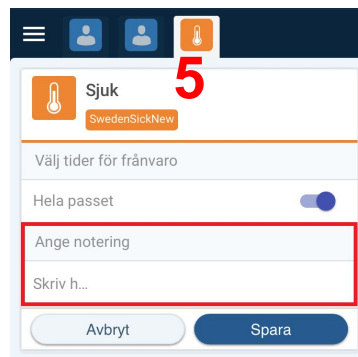 5
Sjuk
SwedenSickNew
Välj tider för frånvaro
Hela passet
Ange notering
Skriv h...
Avbryt Spara